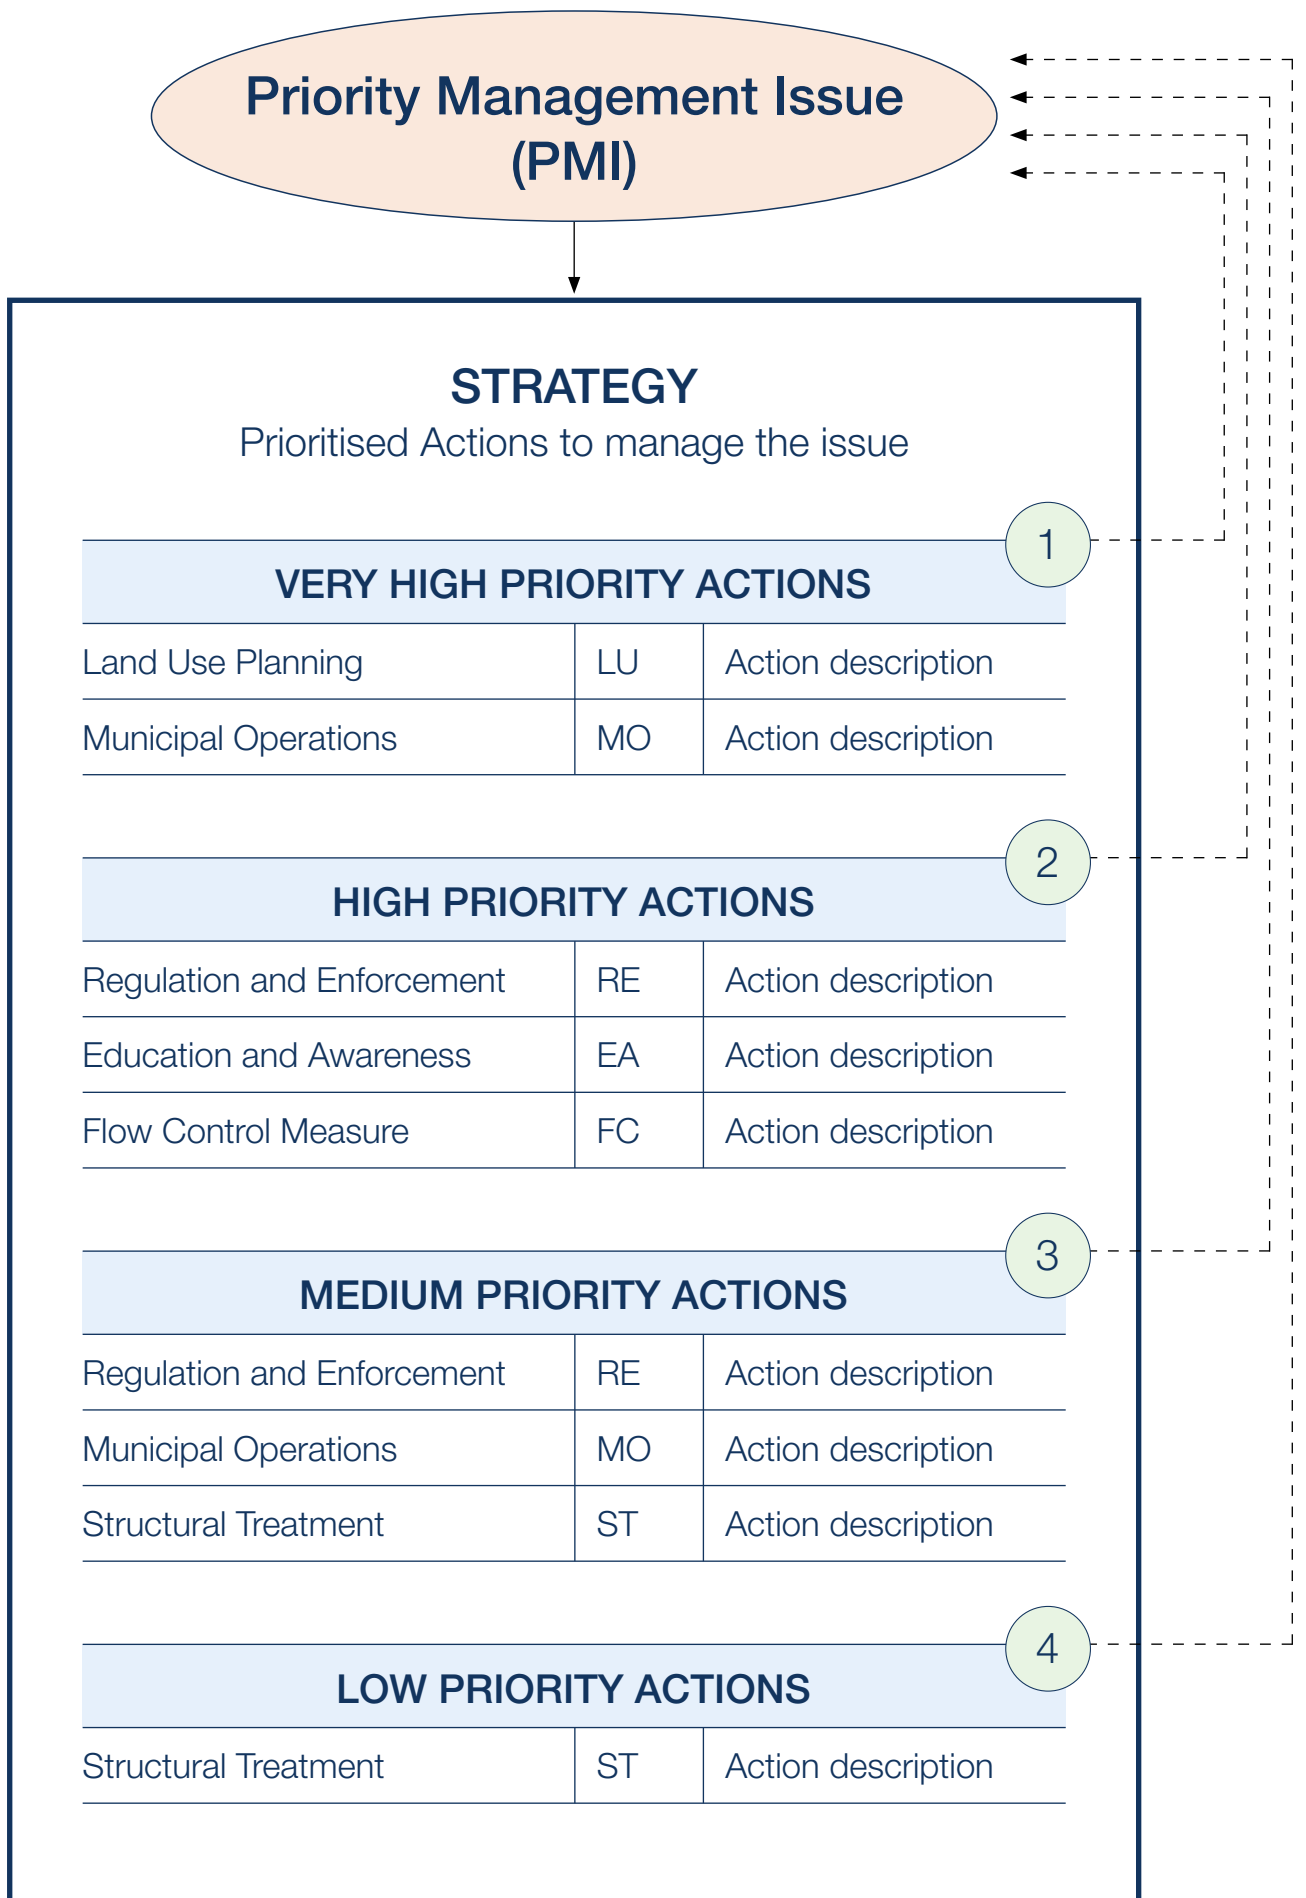 Priority Management Issue
(PMI)
STRATEGY
Prioritised Actions to manage the issue
1
VERY HIGH PRIORITY ACTIONS
Land Use Planning LU Action description
Municipal Operations MO Action description
2
HIGH PRIORITY ACTIONS
Regulation and Enforcement RE Action description
Education and Awareness EA Action description
Flow Control Measure FC Action description
3
MEDIUM PRIORITY ACTIONS
Regulation and Enforcement RE Action description
Municipal Operations MO Action description
Structural Treatment ST Action description
4
LOW PRIORITY ACTIONS
Structural Treatment ST Action description